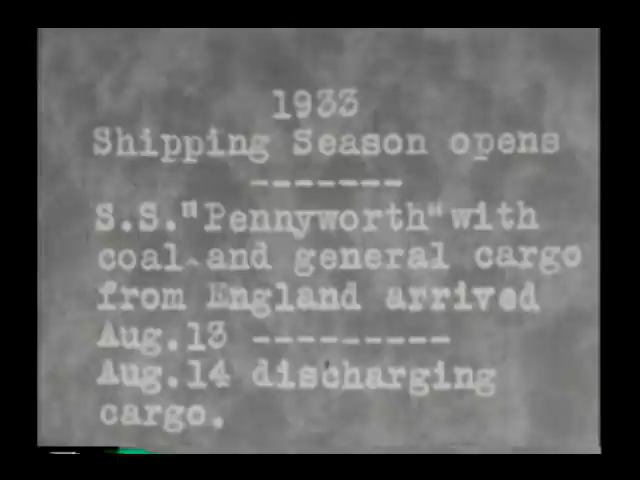 1933
Shipping Season opens
-------
S.S."Pennyworth"with
coal and general cargo
from England arrived
Aug.13 ---------
Aug.14 discharging
cargo.